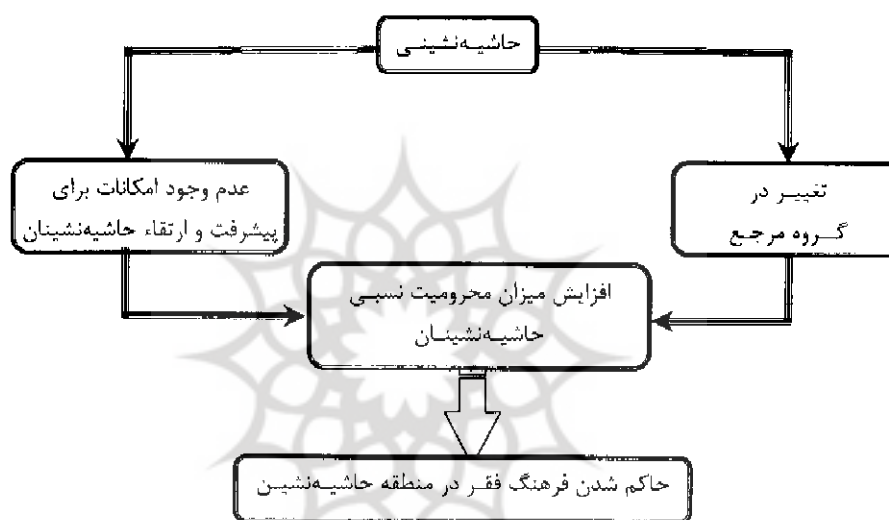 حاشیه‌نشینی
تغییر در
گروه مرجع
عدم وجود امکانات برای
پیشرفت و ارتقاء حاشیه‌نشینان
افزایش میزان محرومیت نسبی
حاشیه‌نشینان
حاکم شدن فرهنگ فقر در منطقه حاشیه‌نشین